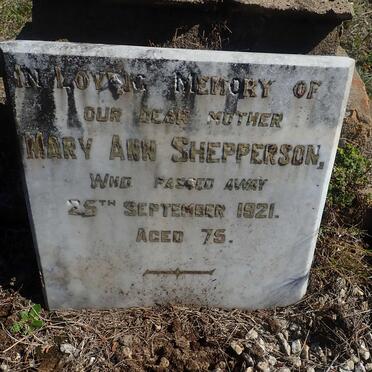 IN LOVING MEMORY OF
OUR DEAR MOTHER
MARY ANN SHEPPERSON,
WHO PASSED AWAY
25TH SEPTEMBER 1921.
AGED 75.